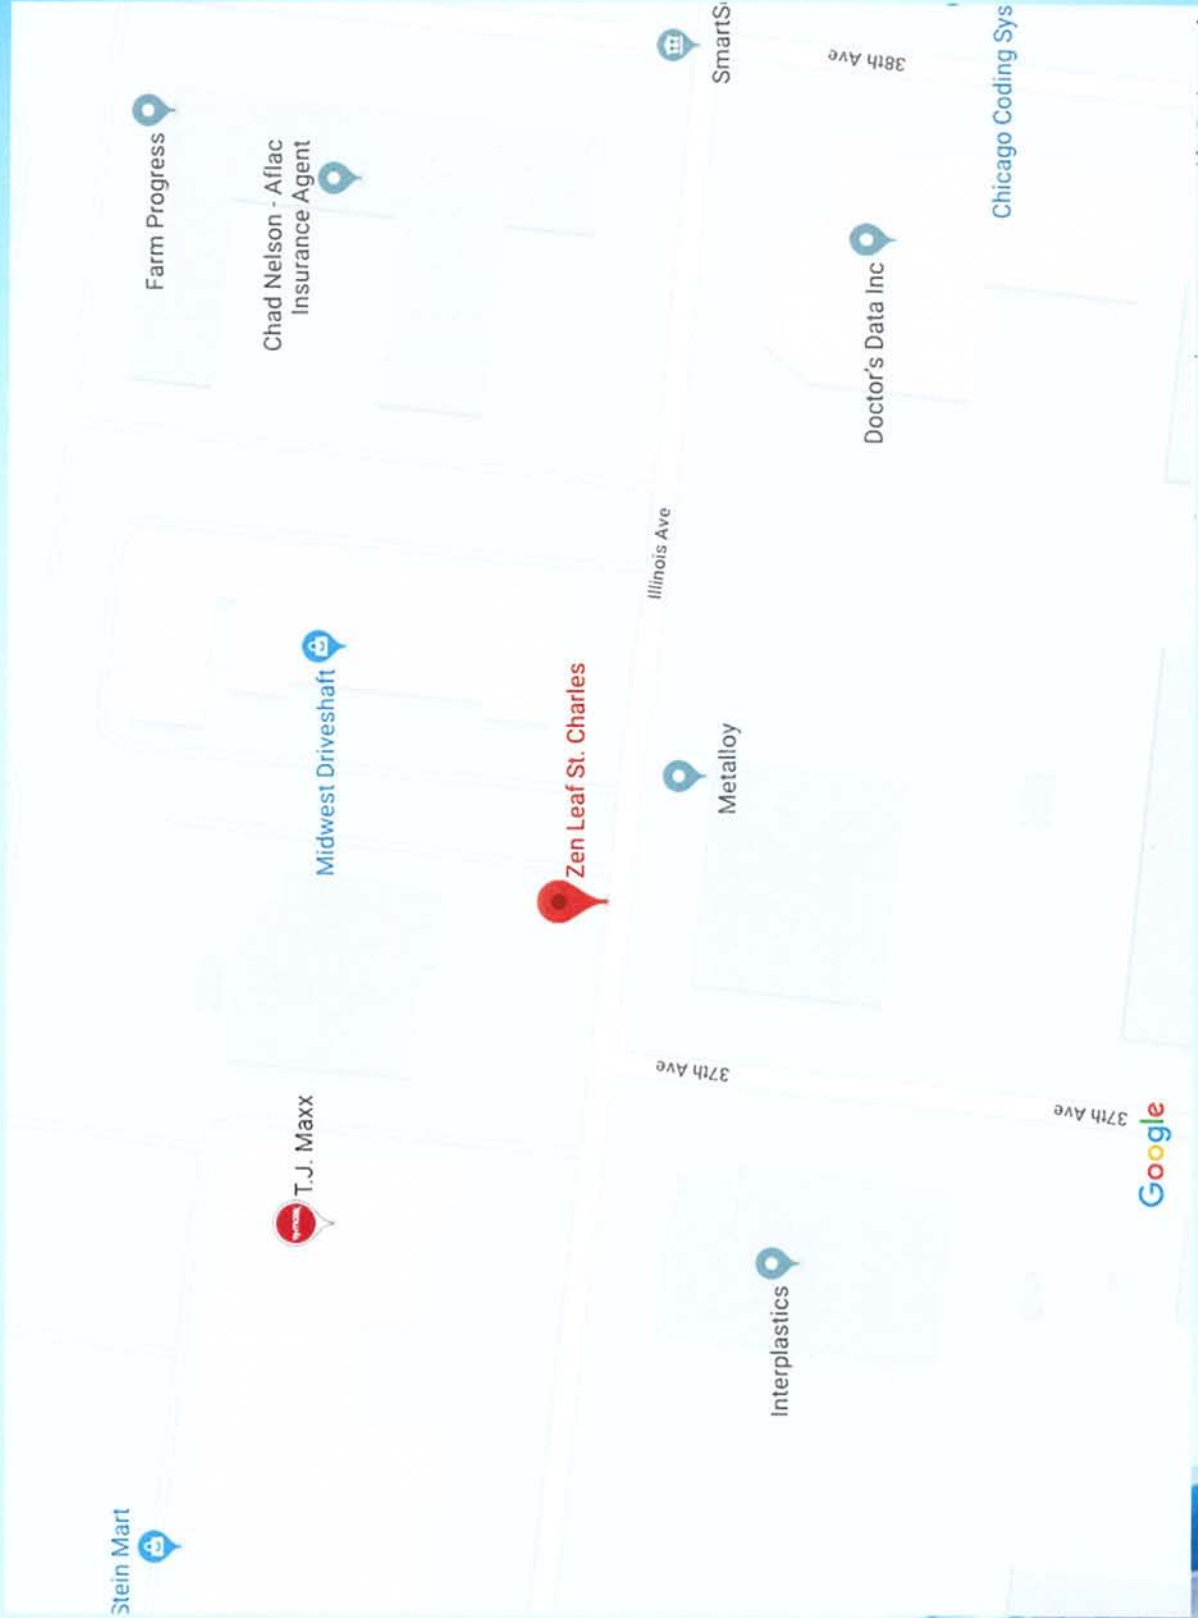 Stein Mart
Farm Progress
Chad Nelson - Aflac
Insurance Agent
T.J. Maxx
Midwest Driveshaft
Zen Leaf St. Charles
Illinois Ave
Metalloy
37th Ave
SmartS
38th Ave
Interplastics
Doctor's Data Inc
Chicago Coding Sys
37th Ave
Google